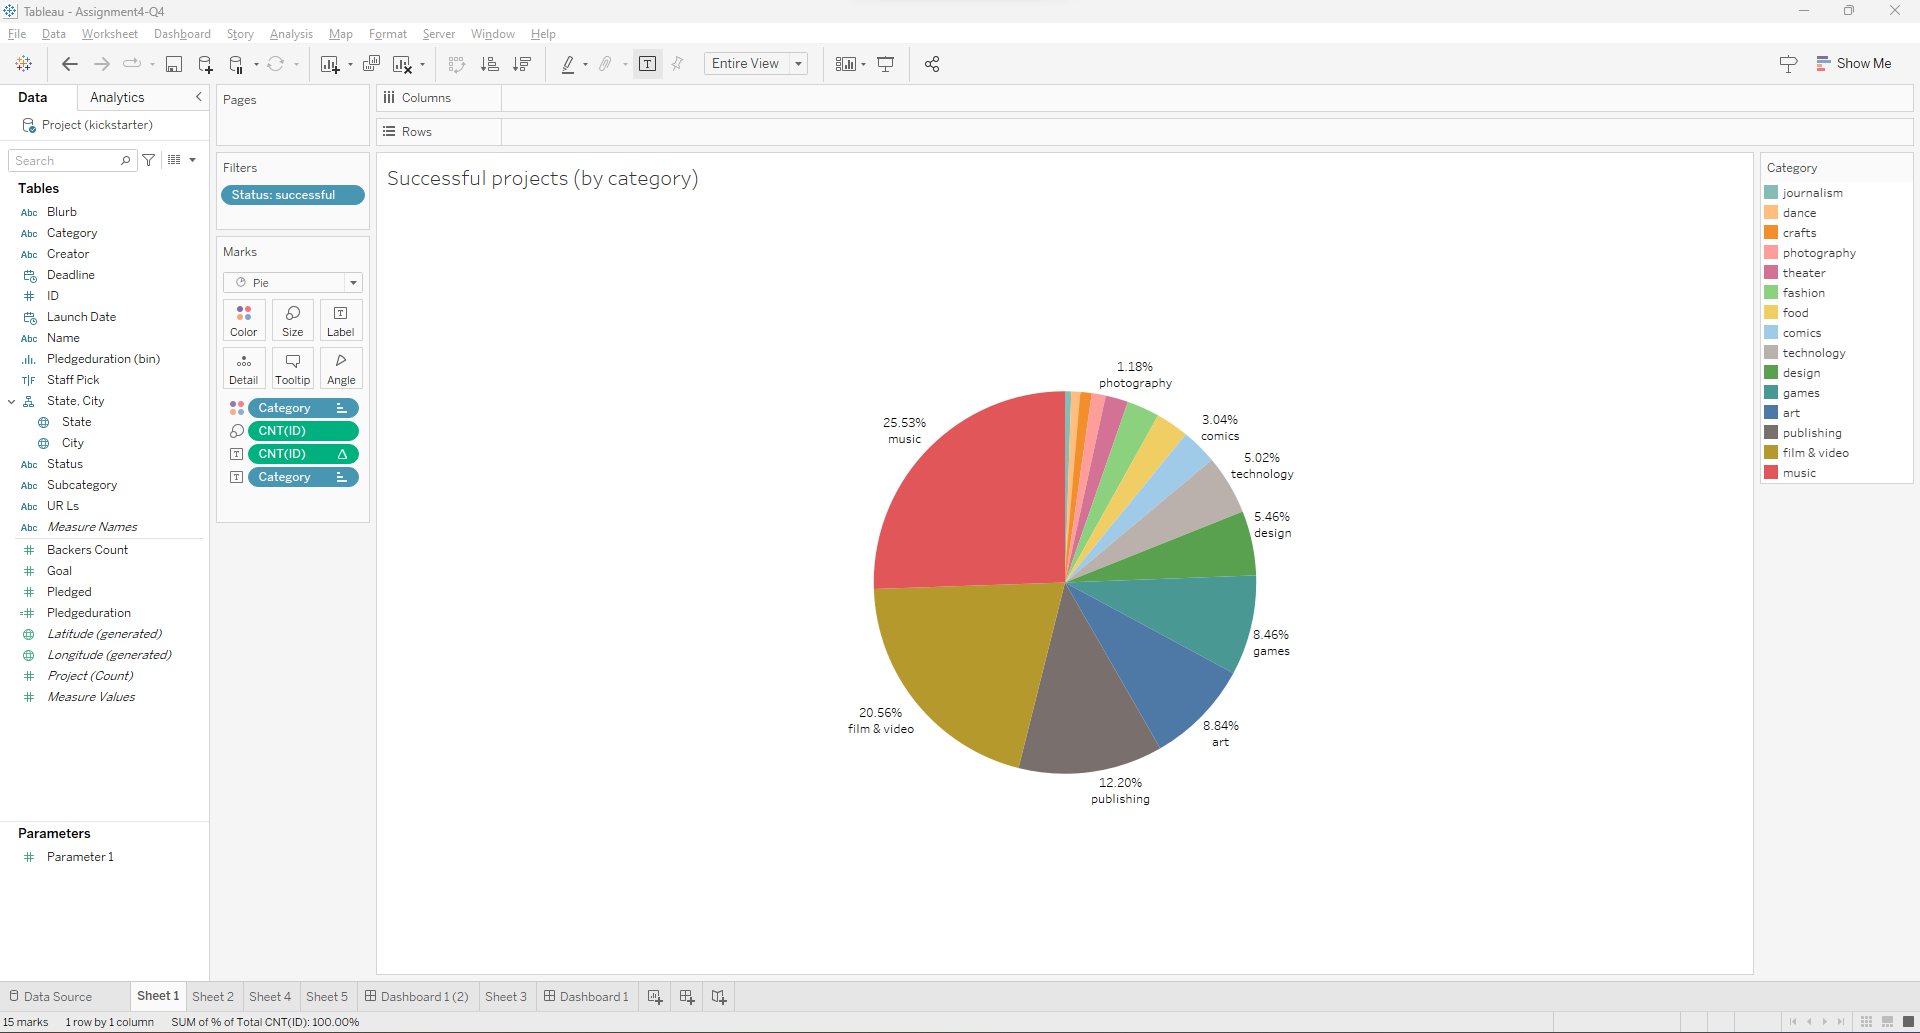 Tableau - Assignment4-Q4
File Data Worksheet Dashboard Story Analysis Map Format Server Window Help
Entire View
Show Me
Data Analytics
Project (kickstarter)
Search
Tables
Abc Blurb
Abc Category
Abc Creator
Deadline
# ID
Launch Date
Abc Name
Pledgeduration (bin)
T|F Staff Pick
State, City
State
City
Abc Status
Abc Subcategory
Abc UR Ls
Abc Measure Names
# Backers Count
# Goal
# Pledged
=# Pledgeduration
Latitude (generated)
Longitude (generated)
# Project (Count)
# Measure Values
Parameters
# Parameter 1
Pages
Filters
Status: successful
Marks
Pie
Color Size Label
Detail Tooltip Angle
Category
CNT(ID)
CNT(ID)
Category
Columns
Rows
Successful projects (by category)
1.18%
photography
25.53%
music
3.04%
comics
5.02%
technology
5.46%
design
8.46%
games
20.56%
film & video
8.84%
art
12.20%
publishing
Category
journalism
dance
crafts
photography
theater
fashion
food
comics
technology
design
games
art
publishing
film & video
music
Data Source Sheet 1 Sheet 2 Sheet 4 Sheet 5 Dashboard 1 (2) Sheet 3 Dashboard 1
15 marks 1 row by 1 column SUM of % of Total CNT(ID): 100.00%